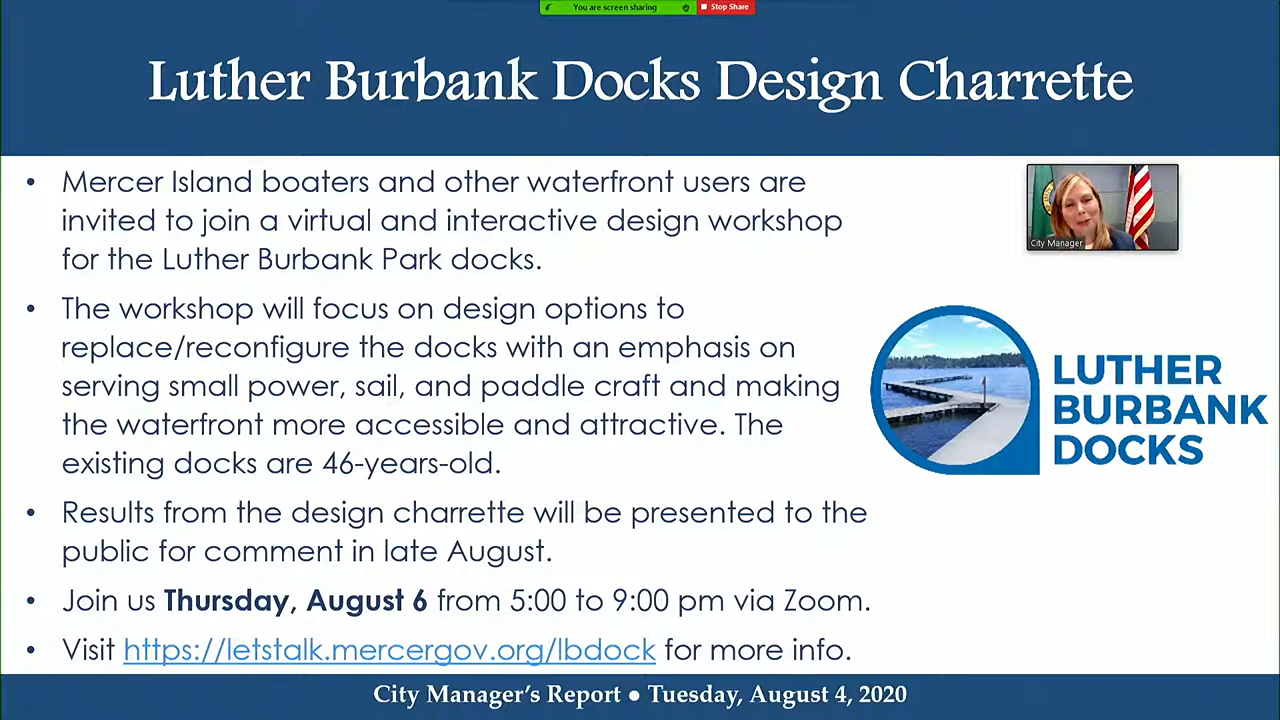 You are screen sharing
Stop Share
Luther Burbank Docks Design Charrette
• Mercer Island boaters and other waterfront users are
invited to join a virtual and interactive design workshop
for the Luther Burbank Park docks.
• The workshop will focus on design options to
replace/reconfigure the docks with an emphasis on
serving small power, sail, and paddle craft and making
the waterfront more accessible and attractive. The
existing docks are 46-years-old.
• Results from the design charrette will be presented to the
public for comment in late August.
• Join us Thursday, August 6 from 5:00 to 9:00 pm via Zoom.
• Visit https://letstalk.mercergov.org/lbdock for more info.
City Manager
LUTHER
BURBANK
DOCKS
City Manager's Report ● Tuesday, August 4, 2020